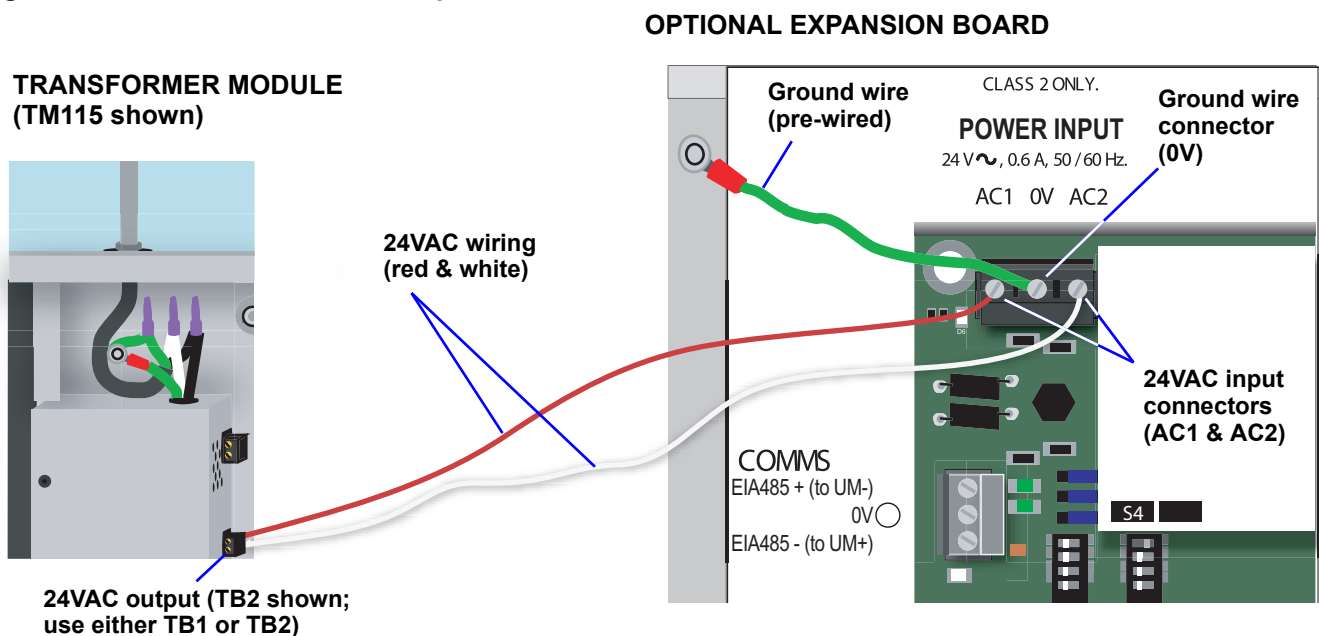 OPTIONAL EXPANSION BOARD
TRANSFORMER MODULE
(TM115 shown)
Ground wire
(pre-wired)
CLASS 2 ONLY.
POWER INPUT
24 V∿, 0.6 A, 50 / 60 Hz.
AC1 0V AC2
Ground wire
connector
(0V)
24VAC wiring
(red & white)
D6
24VAC input
connectors
(AC1 & AC2)
COMMS
EIA485 + (to UM-)
0V
EIA485 - (to UM+)
S4
24VAC output (TB2 shown;
use either TB1 or TB2)